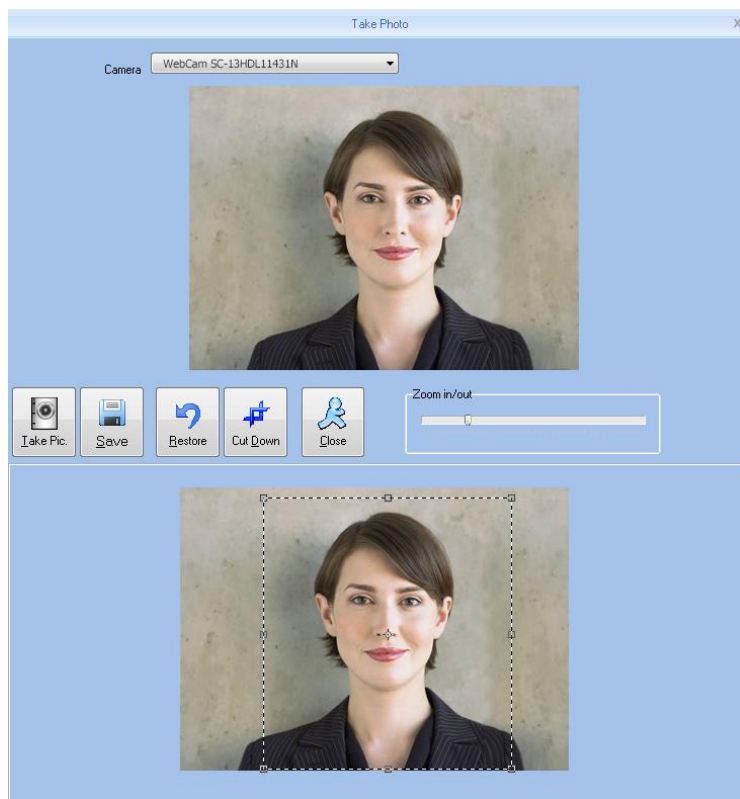 Take Photo
Camera
WebCam SC-13HDL11431N
Take Pic.
Save
Restore
Cut Down
Close
Zoom in/out